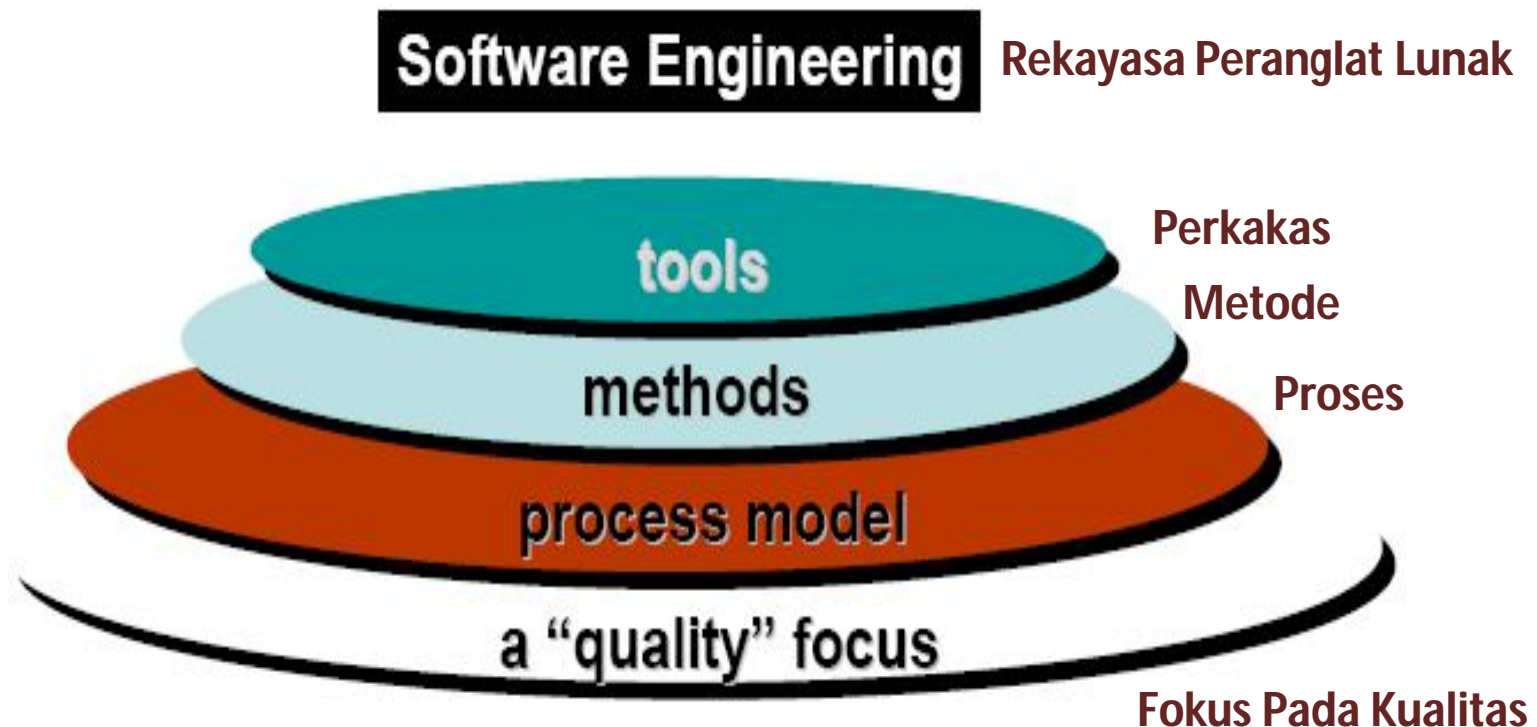 Software Engineering Rekayasa Peranglat Lunak
tools
Perkakas
methods
Metode
process model
Proses
a “quality” focus
Fokus Pada Kualitas